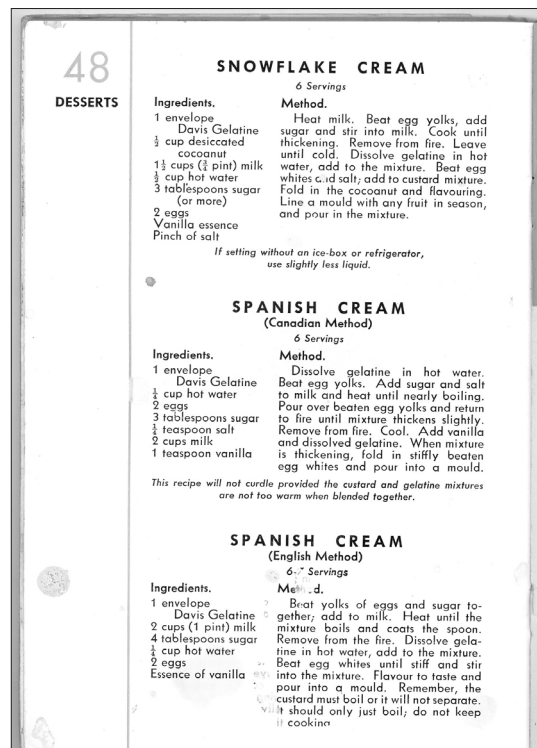 48
DESSERTS
SNOWFLAKE CREAM
6 Servings
Ingredients.
1 envelope
Davis Gelatine
½ cup desiccated
cocoanut
1½ cups (¾ pint) milk
½ cup hot water
3 tablespoons sugar
(or more)
2 eggs
Vanilla essence
Pinch of salt
Method.
Heat milk. Beat egg yolks, add
sugar and stir into milk. Cook until
thickening. Remove from fire. Leave
until cold. Dissolve gelatine in hot
water, add to the mixture. Beat egg
whites and salt; add to custard mixture.
Fold in the cocoanut and flavouring.
Line a mould with any fruit in season,
and pour in the mixture.
If setting without an ice-box or refrigerator,
use slightly less liquid.
SPANISH CREAM
(Canadian Method)
6 Servings
Ingredients.
1 envelope
Davis Gelatine
¼ cup hot water
2 eggs
3 tablespoons sugar
¼ teaspoon salt
2 cups milk
1 teaspoon vanilla
Method.
Dissolve gelatine in hot water.
Beat egg yolks. Add sugar and salt
to milk and heat until nearly boiling.
Pour over beaten egg yolks and return
to fire until mixture thickens slightly.
Remove from fire. Cool. Add vanilla
and dissolved gelatine. When mixture
is thickening, fold in stiffly beaten
egg whites and pour into a mould.
This recipe will not curdle provided the custard and gelatine mixtures
are not too warm when blended together.
SPANISH CREAM
(English Method)
Servings
Ingredients.
1 envelope
Davis Gelatine
2 cups (1 pint) milk
4 tablespoons sugar
¼ cup hot water
2 eggs
Essence of vanilla
Method.
Beat yolks of eggs and sugar to-
gether; add to milk. Heat until the
mixture boils and coats the spoon.
Remove from the fire. Dissolve gela-
tine in hot water, add to the mixture.
Beat egg whites until stiff and stir
into the mixture. Flavour to taste and
pour into a mould. Remember, the
custard must boil or it will not separate.
It should only just boil; do not keep
it cooking